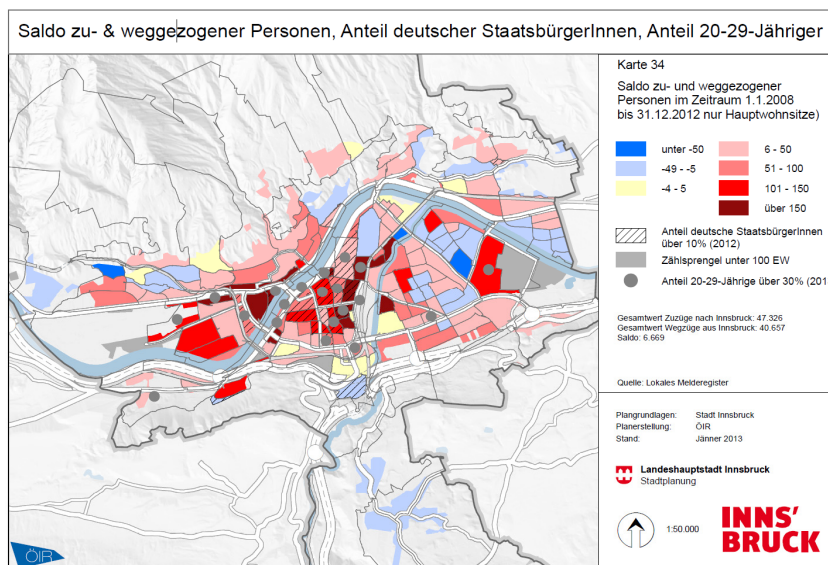 Saldo zu- & weggezogener Personen, Anteil deutscher StaatsbürgerInnen, Anteil 20-29-Jähriger
Karte 34
Saldo zu- und weggezogener
Personen im Zeitraum 1.1.2008
bis 31.12.2012 nur Hauptwohnsitze)
unter -50
6 - 50
-49 - -5
51 - 100
-4 - 5
101 - 150
über 150
Anteil deutsche StaatsbürgerInnen
über 10% (2012)
Zählsprengel unter 100 EW
Anteil 20-29-Jährige über 30% (201
Gesamtwert Zuzüge nach Innsbruck: 47.326
Gesamtwert Wegzüge aus Innsbruck: 40.657
Saldo: 6.669
Quelle: Lokales Melderegister
Plangrundlagen: Stadt Innsbruck
Planerstellung: ÖIR
Stand: Jänner 2013
Landeshauptstadt Innsbruck
Stadtplanung
1:50.000
INNS'
BRUCK
ÖIR